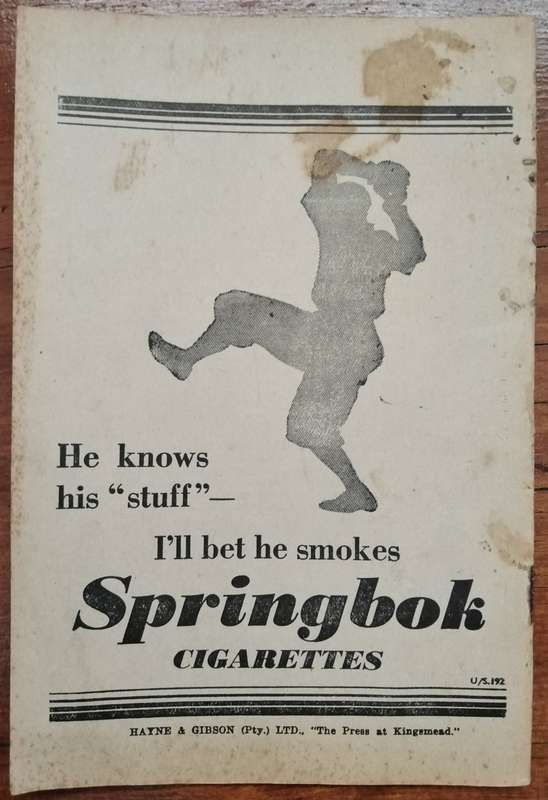 He knows
his “stuff”—
I'll bet he smokes
Springbok
CIGARETTES
U/S.192
HAYNE & GIBSON (Pty.) LTD., "The Press at Kingsmead."